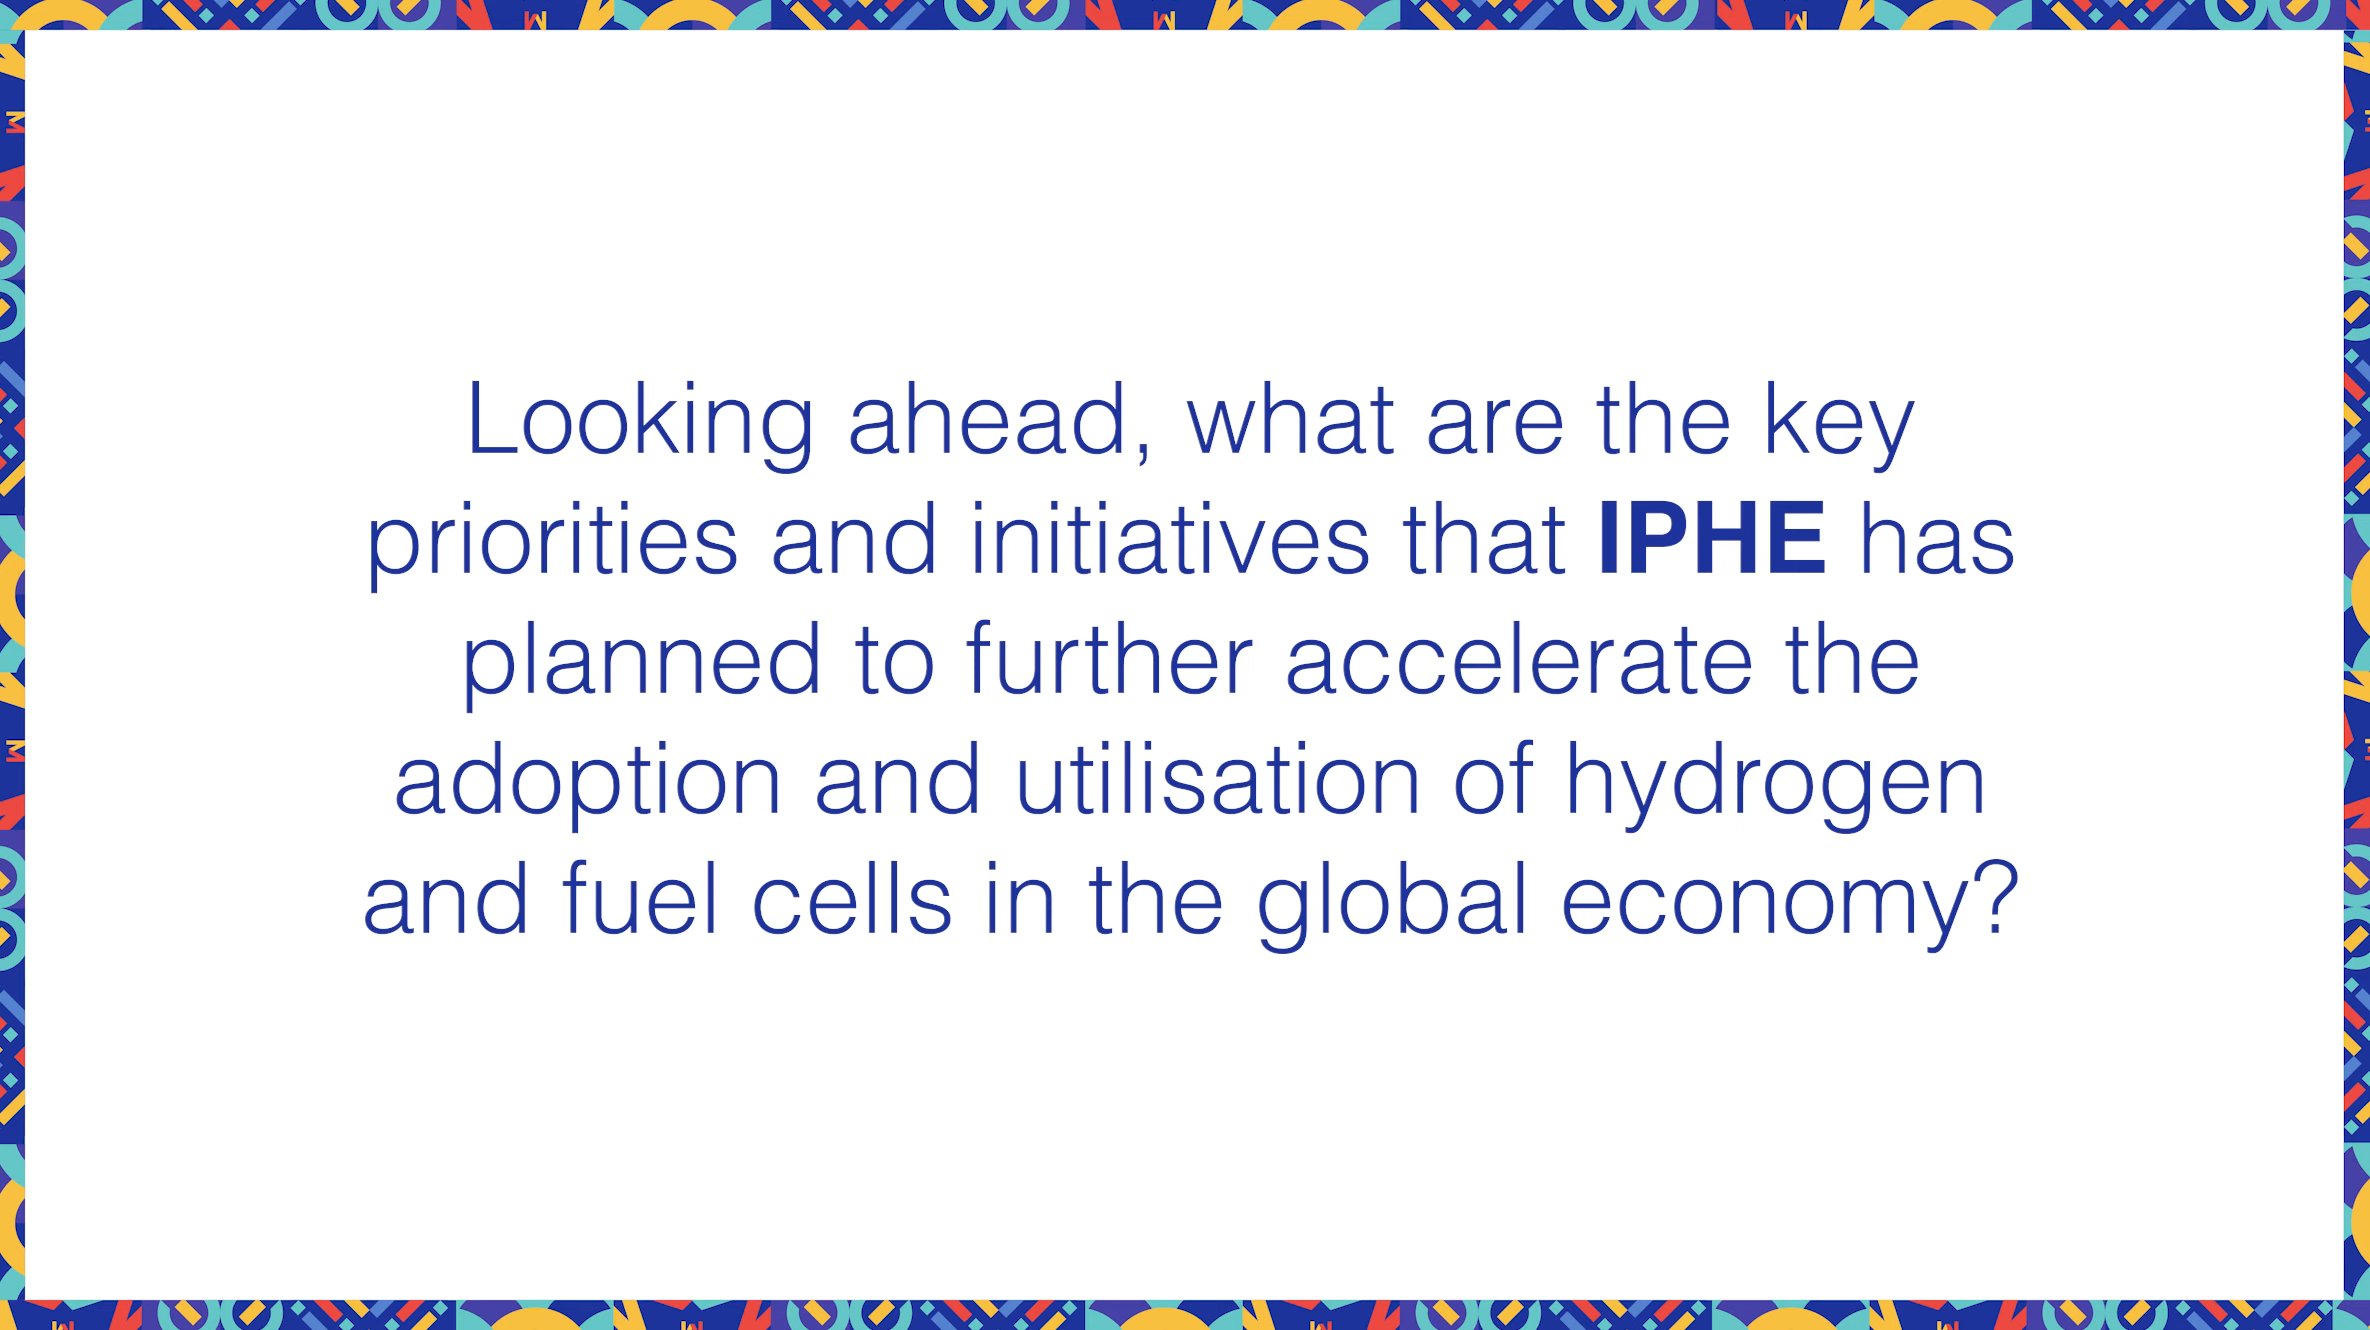 Looking ahead, what are the key
priorities and initiatives that IPHE has
planned to further accelerate the
adoption and utilisation of hydrogen
and fuel cells in the global economy?